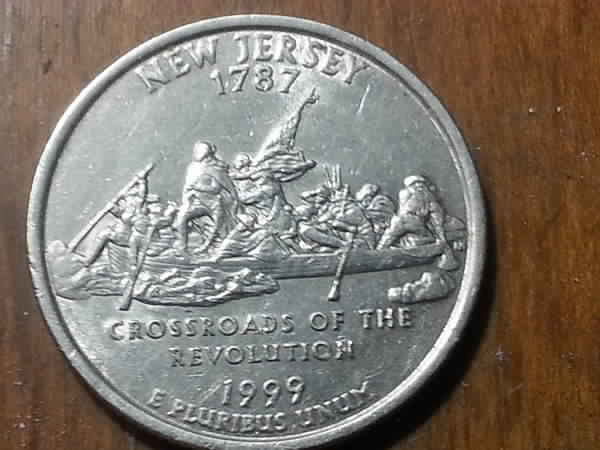 NEW JERSEY
1787
CROSSROADS OF THE
REVOLUTION
1999
E PLURIBUS UNUM